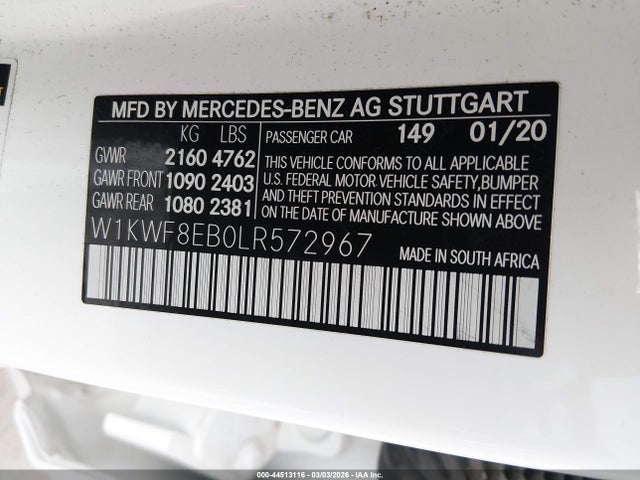 MFD BY MERCEDES-BENZ AG STUTTGART
KG LBS
GVWR 2160 4762
GAWR FRONT 1090 2403
GAWR REAR 1080 2381
PASSENGER CAR 149 01/20
THIS VEHICLE CONFORMS TO ALL APPLICABLE
U.S. FEDERAL MOTOR VEHICLE SAFETY,BUMPER
AND THEFT PREVENTION STANDARDS IN EFFECT
ON THE DATE OF MANUFACTURE SHOWN ABOVE
W1KWF8EB0LR572967
MADE IN SOUTH AFRICA
000-44513116 - 03/03/2026 - IAA Inc.